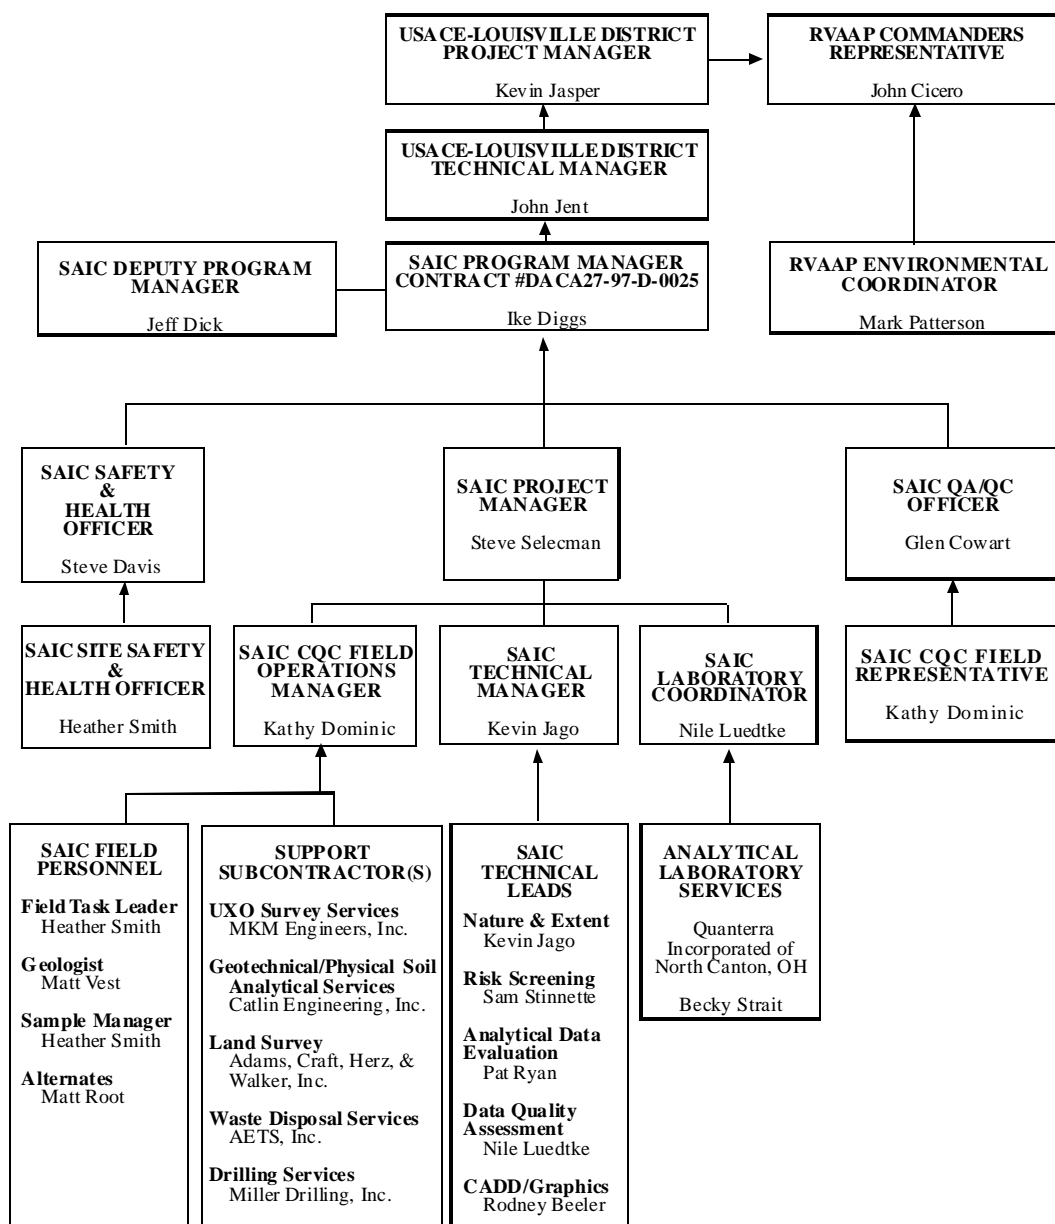 USACE-LOUISVILLE DISTRICT
PROJECT MANAGER
Kevin Jasper
RVAAP COMMANDERS
REPRESENTATIVE
John Cicero
USACE-LOUISVILLE DISTRICT
TECHNICAL MANAGER
John Jent
SAIC DEPUTY PROGRAM
MANAGER
Jeff Dick
SAIC PROGRAM MANAGER
CONTRACT #DACA27-97-D-0025
Ike Diggs
RVAAP ENVIRONMENTAL
COORDINATOR
Mark Patterson
SAIC SAFETY
&
HEALTH
OFFICER
Steve Davis
SAIC PROJECT
MANAGER
Steve Selecman
SAIC QA/QC
OFFICER
Glen Cowart
SAIC SITE SAFETY
&
HEALTH OFFICER
Heather Smith
SAIC CQC FIELD
OPERATIONS
MANAGER
Kathy Dominic
SAIC
TECHNICAL
MANAGER
Kevin Jago
SAIC
LABORATORY
COORDINATOR
Nile Luedtke
SAIC CQC FIELD
REPRESENTATIVE
Kathy Dominic
SAIC FIELD
PERSONNEL
Field Task Leader
Heather Smith
Geologist
Matt Vest
Sample Manager
Heather Smith
Alternates
Matt Root
SUPPORT
SUBCONTRACTOR(S)
UXO Survey Services
MKM Engineers, Inc.
Geotechnical/Physical Soil
Analytical Services
Catlin Engineering, Inc.
Land Survey
Adams, Craft, Herz, &
Walker, Inc.
Waste Disposal Services
AETS, Inc.
Drilling Services
Miller Drilling, Inc.
SAIC
TECHNICAL
LEADS
Nature & Extent
Kevin Jago
Risk Screening
Sam Stinnette
Analytical Data
Evaluation
Pat Ryan
Data Quality
Assessment
Nile Luedtke
CADD/Graphics
Rodney Beeler
ANALYTICAL
LABORATORY
SERVICES
Quanterra
Incorporated of
North Canton, OH
Becky Strait